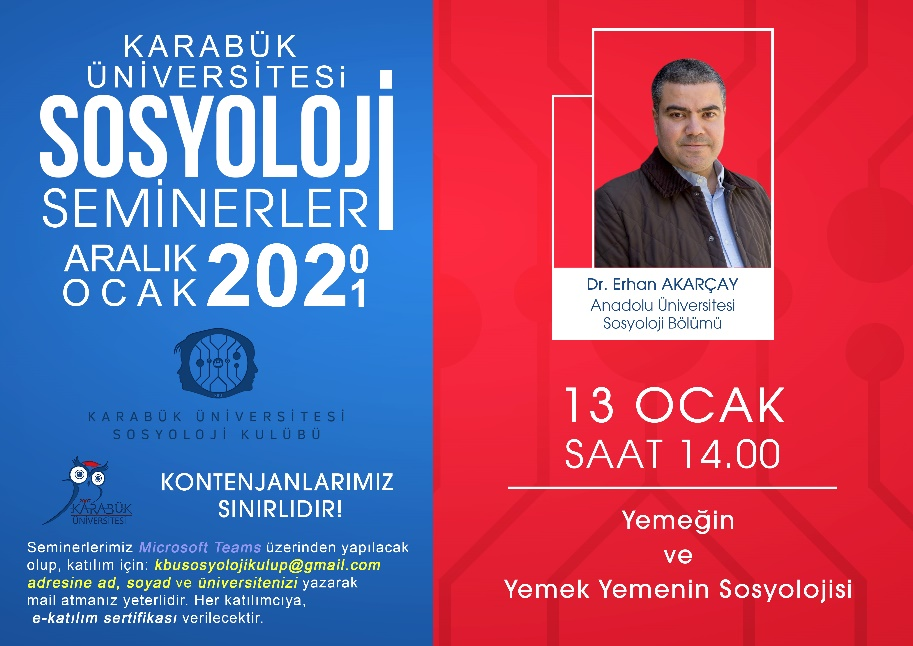 KARABÜK
ÜNİVERSİTESİ
SOSYOLOJİ
SEMİNERLERİ
ARALIK 2020
OCAK 2021
KARABÜK ÜNİVERSİTESİ
SOSYOLOJİ KULÜBÜ
KARABÜK
ÜNİVERSİTESİ
KONTENJANLARIMIZ
SINIRLIDIR!
Seminerlerimiz Microsoft Teams üzerinden yapılacak
olup, katılım için: kbusosyolojikulup@gmail.com
adresine ad, soyad ve üniversitenizi yazarak
mail atmanız yeterlidir. Her katılımcıya,
e-katılım sertifikası verilecektir.
Dr. Erhan AKARÇAY
Anadolu Üniversitesi
Sosyoloji Bölümü
13 OCAK
SAAT 14.00
Yemeğin
ve
Yemek Yemenin Sosyolojisi